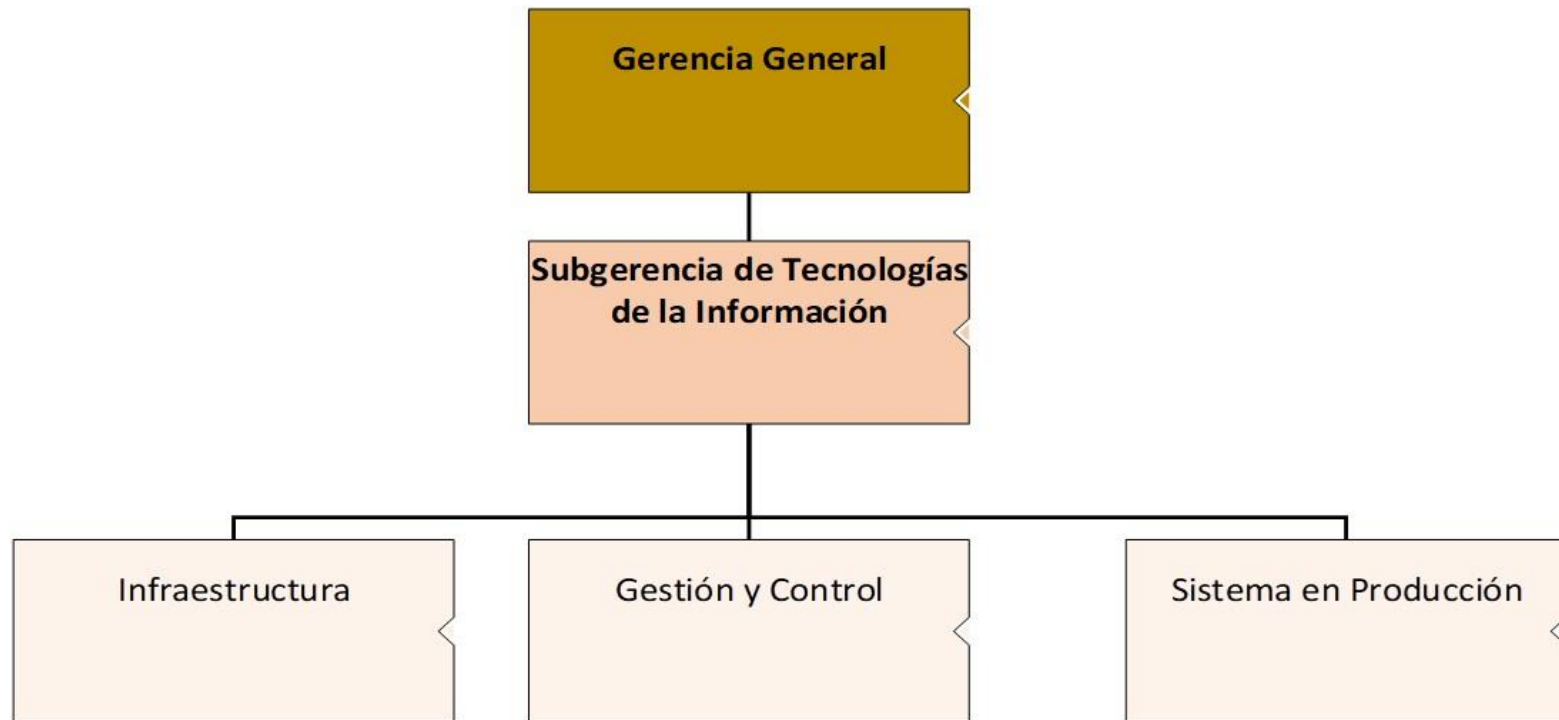 Gerencia General
Subgerencia de Tecnologías
de la Información
Infraestructura
Gestión y Control
Sistema en Producción